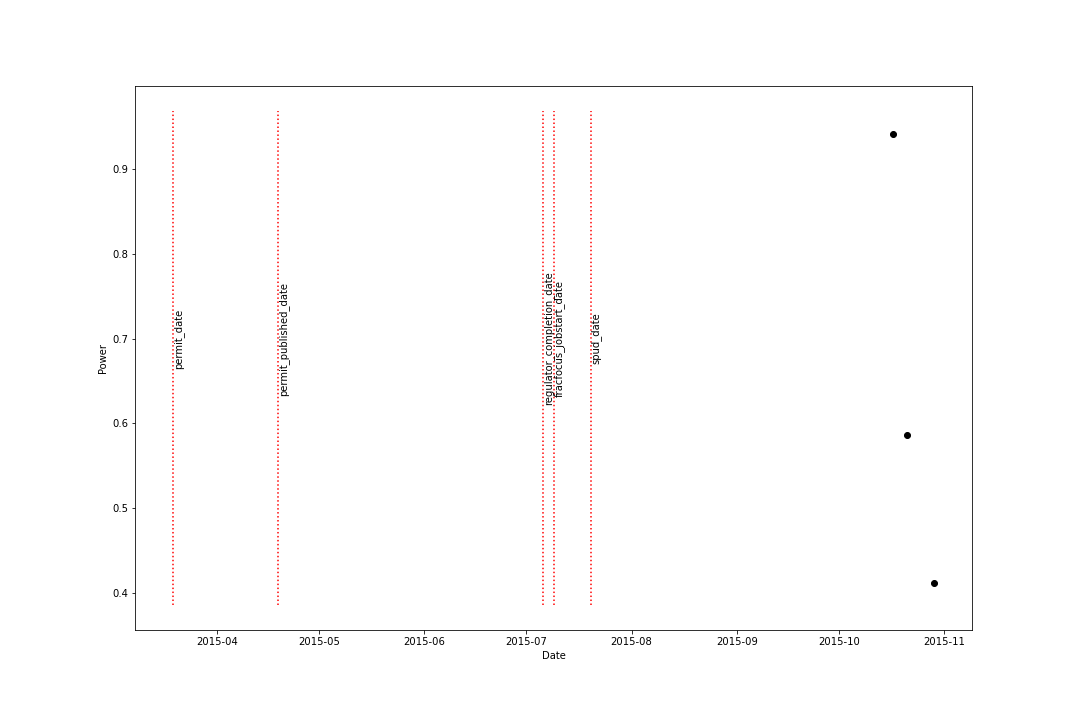 0.9
0.8
0.7
0.6
0.5
0.4
Power
permit_date
permit_published_date
regulator_completion_date
fracfocus_jobstart_date
spud_date
2015-04 2015-05 2015-06 2015-07 2015-08 2015-09 2015-10 2015-11
Date